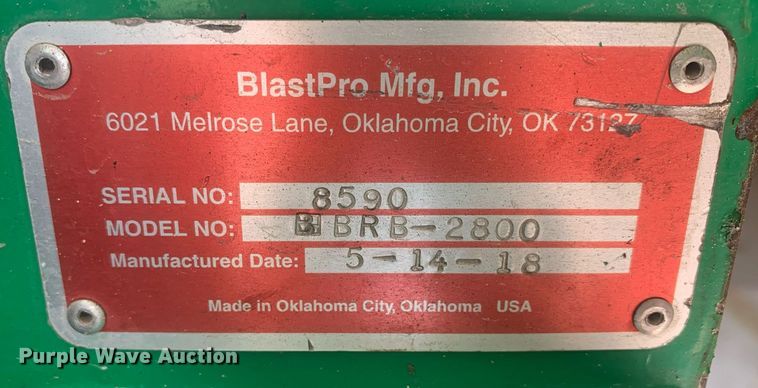 BlastPro Mfg, Inc.
6021 Melrose Lane, Oklahoma City, OK 73127
SERIAL NO: 8590
MODEL NO: BRB-2800
Manufactured Date: 5-14-18
Made in Oklahoma City, Oklahoma USA
Purple Wave Auction